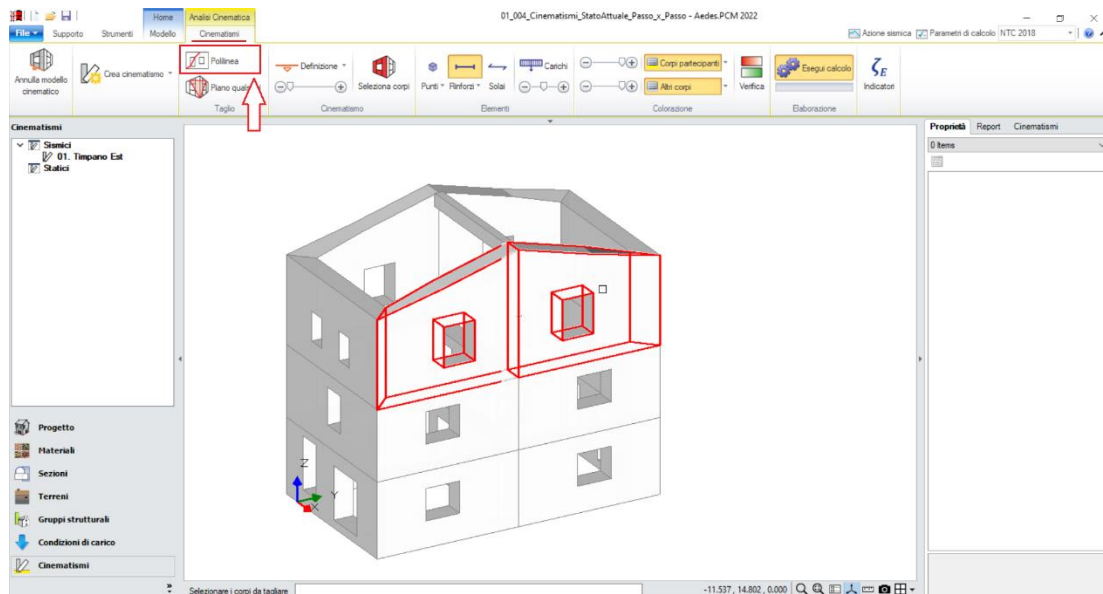 Home Analisi Cinematica
01_004_Cinematismi_StatoAttuale_Passo_x_Passo - Aedes.PCM 2022
File Supporto Strumenti Modello Cinematismi
Azione sismica Parametri di calcolo NTC 2018
Annulla modello cinematico
Crea cinematismo
Polilinea
Piano qual
Taglio
Definizione
Seleziona corpi
Cinematismo
Punti Rinforzi Solai
Carichi
Elementi
Corpi partecipanti
Altri corpi
Verifica
Colorazione
Esegui calcolo
Elaborazione
ζE
Indicatori
Cinematismi
Sismici
01. Timpano Est
Statici
Progetto
Materiali
Sezioni
Terreni
Gruppi strutturali
Condizioni di carico
Cinematismi
Z
Y
X
Proprietà Report Cinematismi
0 Items
Selezionare i corpi da tagliare
-11.537 , 14.802 , 0.000